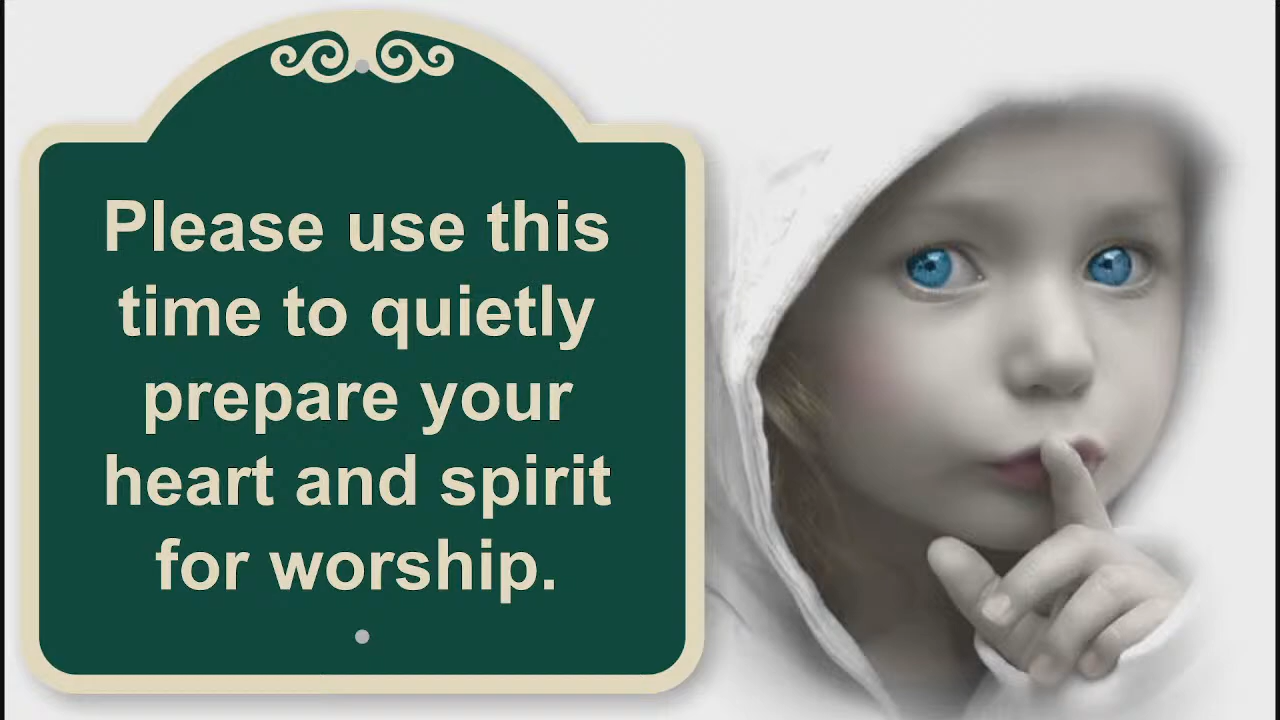 Please use this
time to quietly
prepare your
heart and spirit
for worship.